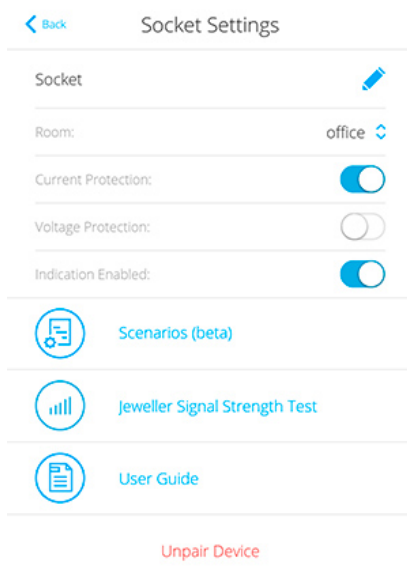 Back Socket Settings
Socket
Room: office
Current Protection:
Voltage Protection:
Indication Enabled:
Scenarios (beta)
Jeweller Signal Strength Test
User Guide
Unpair Device